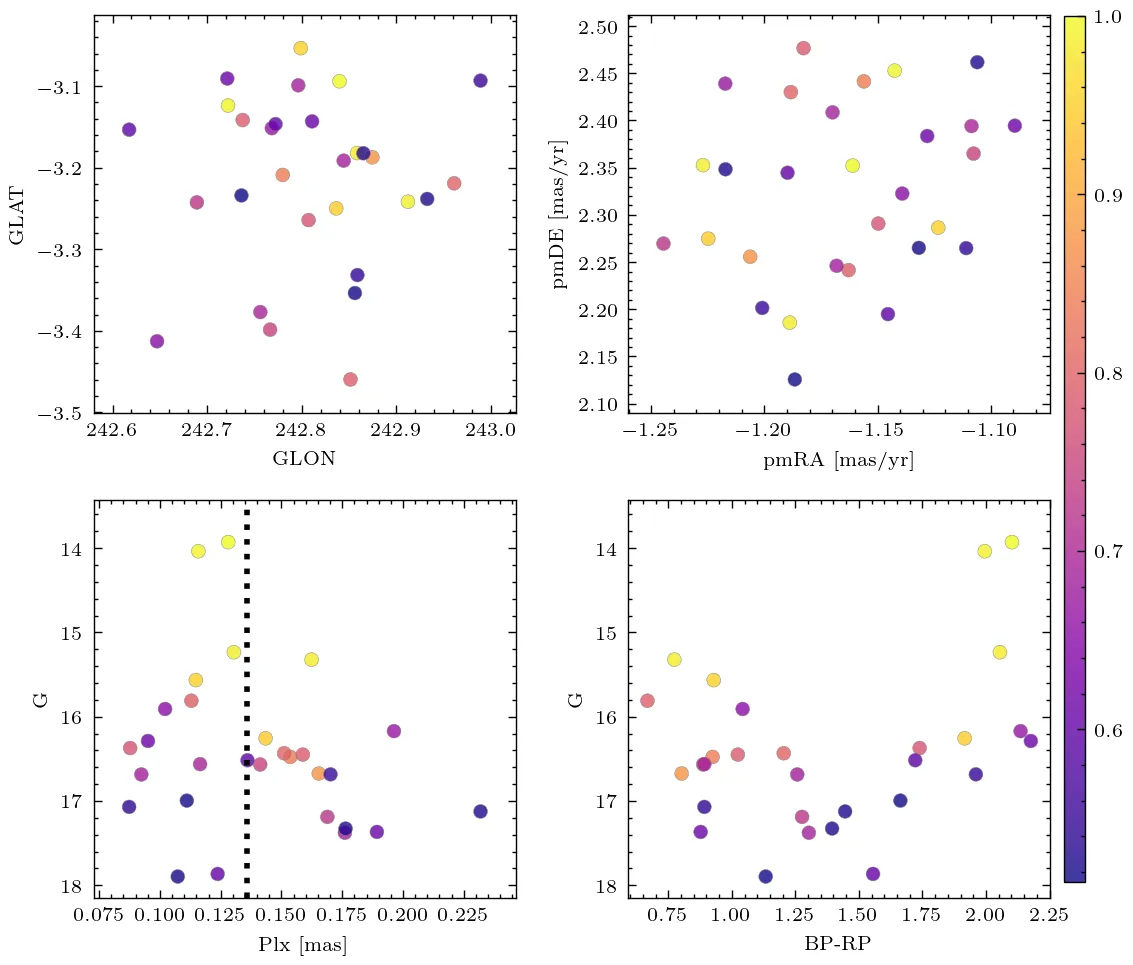 −3.1
−3.2
−3.3
−3.4
−3.5
GLAT
242.6 242.7 242.8 242.9 243.0
GLON
2.50
2.45
2.40
2.35
2.30
2.25
2.20
2.15
2.10
pmDE [mas/yr]
−1.25 −1.20 −1.15 −1.10
pmRA [mas/yr]
1.0
0.9
0.8
0.7
0.6
14
15
16
17
18
G
0.075 0.100 0.125 0.150 0.175 0.200 0.225
Plx [mas]
14
15
16
17
18
G
0.75 1.00 1.25 1.50 1.75 2.00 2.25
BP-RP